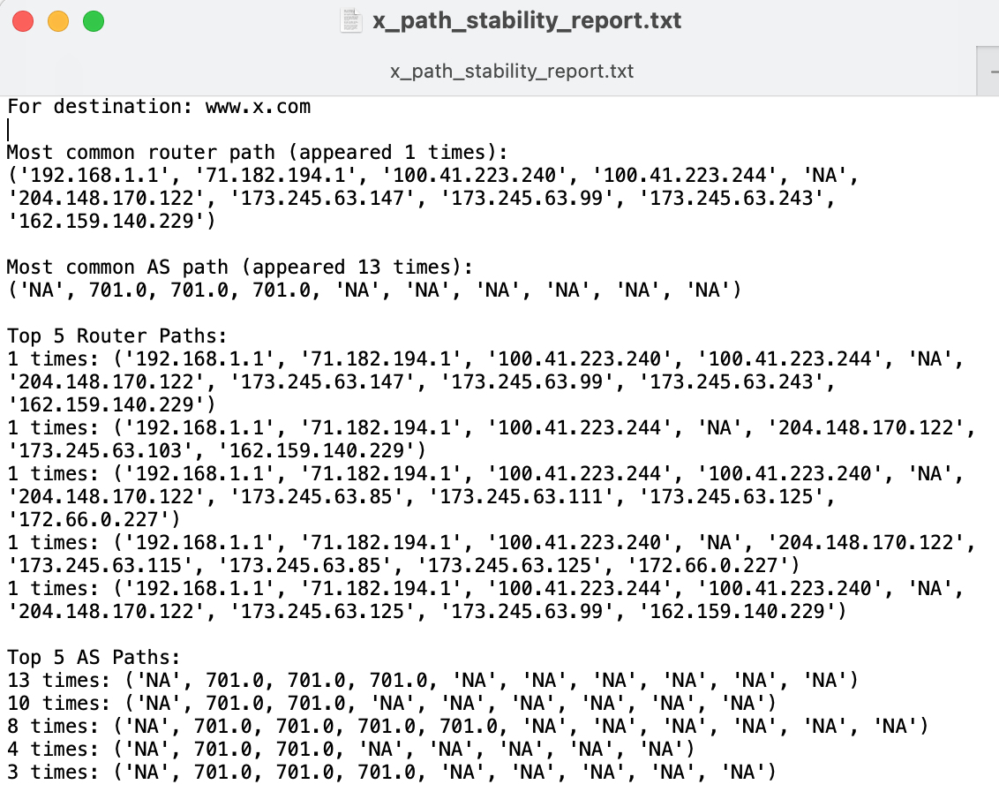 x_path_stability_report.txt
x_path_stability_report.txt
For destination: www.x.com
Most common router path (appeared 1 times):
('192.168.1.1', '71.182.194.1', '100.41.223.240', '100.41.223.244', 'NA',
'204.148.170.122', '173.245.63.147', '173.245.63.99', '173.245.63.243',
'162.159.140.229')
Most common AS path (appeared 13 times):
('NA', 701.0, 701.0, 701.0, 'NA', 'NA', 'NA', 'NA', 'NA', 'NA')
Top 5 Router Paths:
1 times: ('192.168.1.1', '71.182.194.1', '100.41.223.240', '100.41.223.244', 'NA',
'204.148.170.122', '173.245.63.147', '173.245.63.99', '173.245.63.243',
'162.159.140.229')
1 times: ('192.168.1.1', '71.182.194.1', '100.41.223.244', 'NA', '204.148.170.122',
'173.245.63.103', '162.159.140.229')
1 times: ('192.168.1.1', '71.182.194.1', '100.41.223.244', '100.41.223.240', 'NA',
'204.148.170.122', '173.245.63.85', '173.245.63.111', '173.245.63.125',
'172.66.0.227')
1 times: ('192.168.1.1', '71.182.194.1', '100.41.223.240', 'NA', '204.148.170.122',
'173.245.63.115', '173.245.63.85', '173.245.63.125', '172.66.0.227')
1 times: ('192.168.1.1', '71.182.194.1', '100.41.223.244', '100.41.223.240', 'NA',
'204.148.170.122', '173.245.63.125', '173.245.63.99', '162.159.140.229')
Top 5 AS Paths:
13 times: ('NA', 701.0, 701.0, 701.0, 'NA', 'NA', 'NA', 'NA', 'NA', 'NA')
10 times: ('NA', 701.0, 701.0, 'NA', 'NA', 'NA', 'NA', 'NA', 'NA')
8 times: ('NA', 701.0, 701.0, 701.0, 701.0, 'NA', 'NA', 'NA', 'NA', 'NA', 'NA')
4 times: ('NA', 701.0, 701.0, 'NA', 'NA', 'NA', 'NA', 'NA')
3 times: ('NA', 701.0, 701.0, 701.0, 'NA', 'NA', 'NA', 'NA', 'NA')